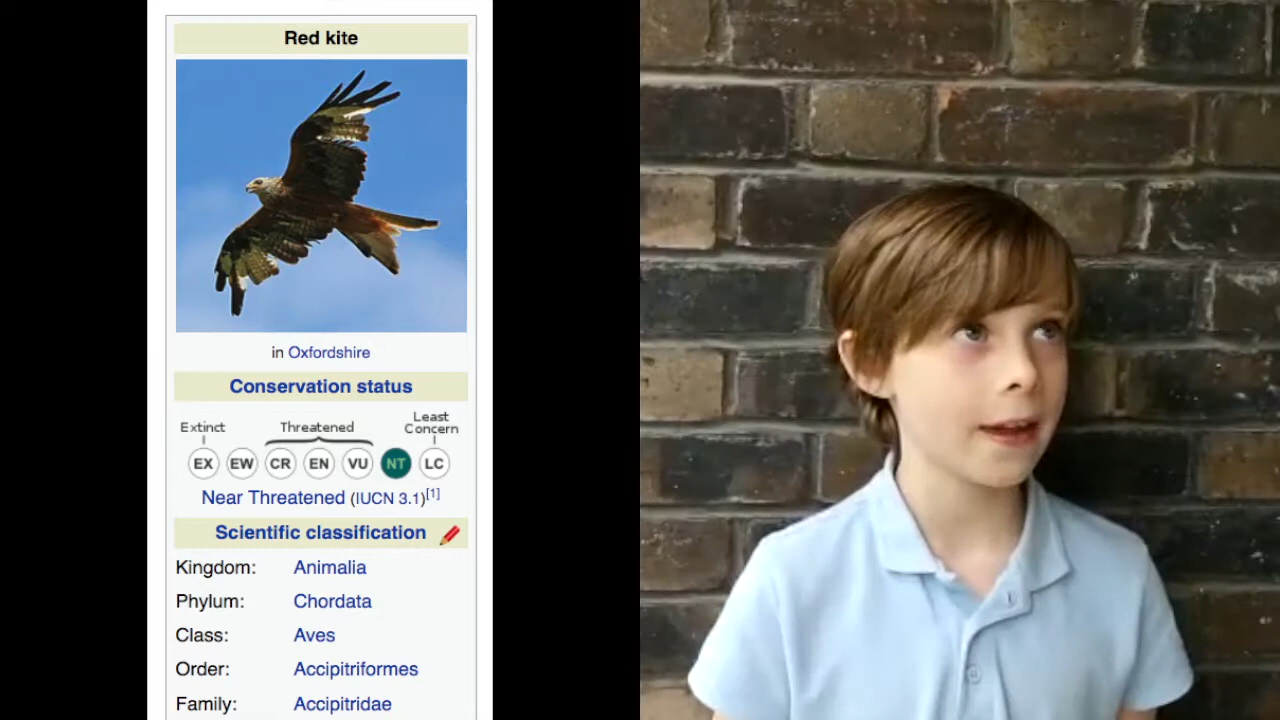 Red kite
in Oxfordshire
Conservation status
Extinct Threatened Least Concern
EX EW CR EN VU NT LC
Near Threatened (IUCN 3.1)[1]
Scientific classification
Kingdom: Animalia
Phylum: Chordata
Class: Aves
Order: Accipitriformes
Family: Accipitridae